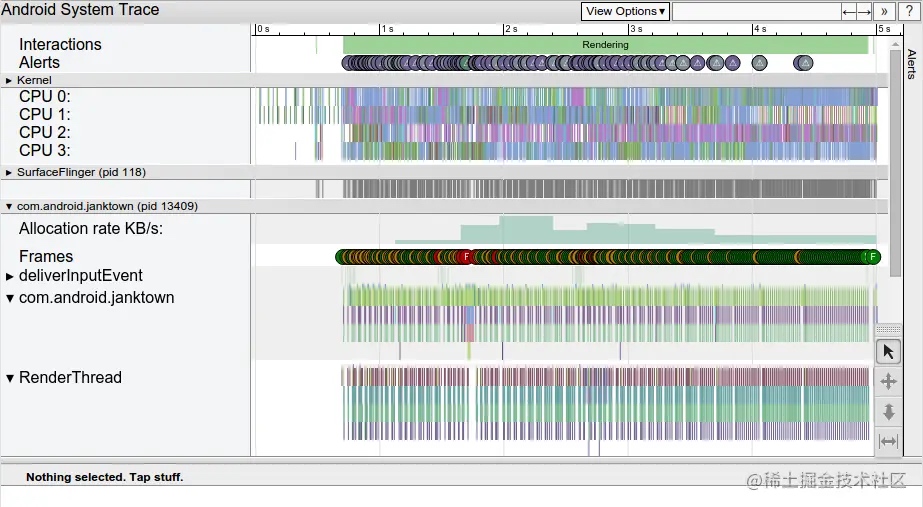 Android System Trace
View Options▾
←
→
»
?
0 s
1 s
2 s
3 s
4 s
5 s
Interactions
Rendering
Alerts
Alerts
▸ Kernel
CPU 0:
CPU 1:
CPU 2:
CPU 3:
▸ SurfaceFlinger (pid 118)
▾ com.android.janktown (pid 13409)
Allocation rate KB/s:
Frames
F
F
▸ deliverInputEvent
▾ com.android.janktown
▾ RenderThread
Nothing selected. Tap stuff.
@稀土掘金技术社区